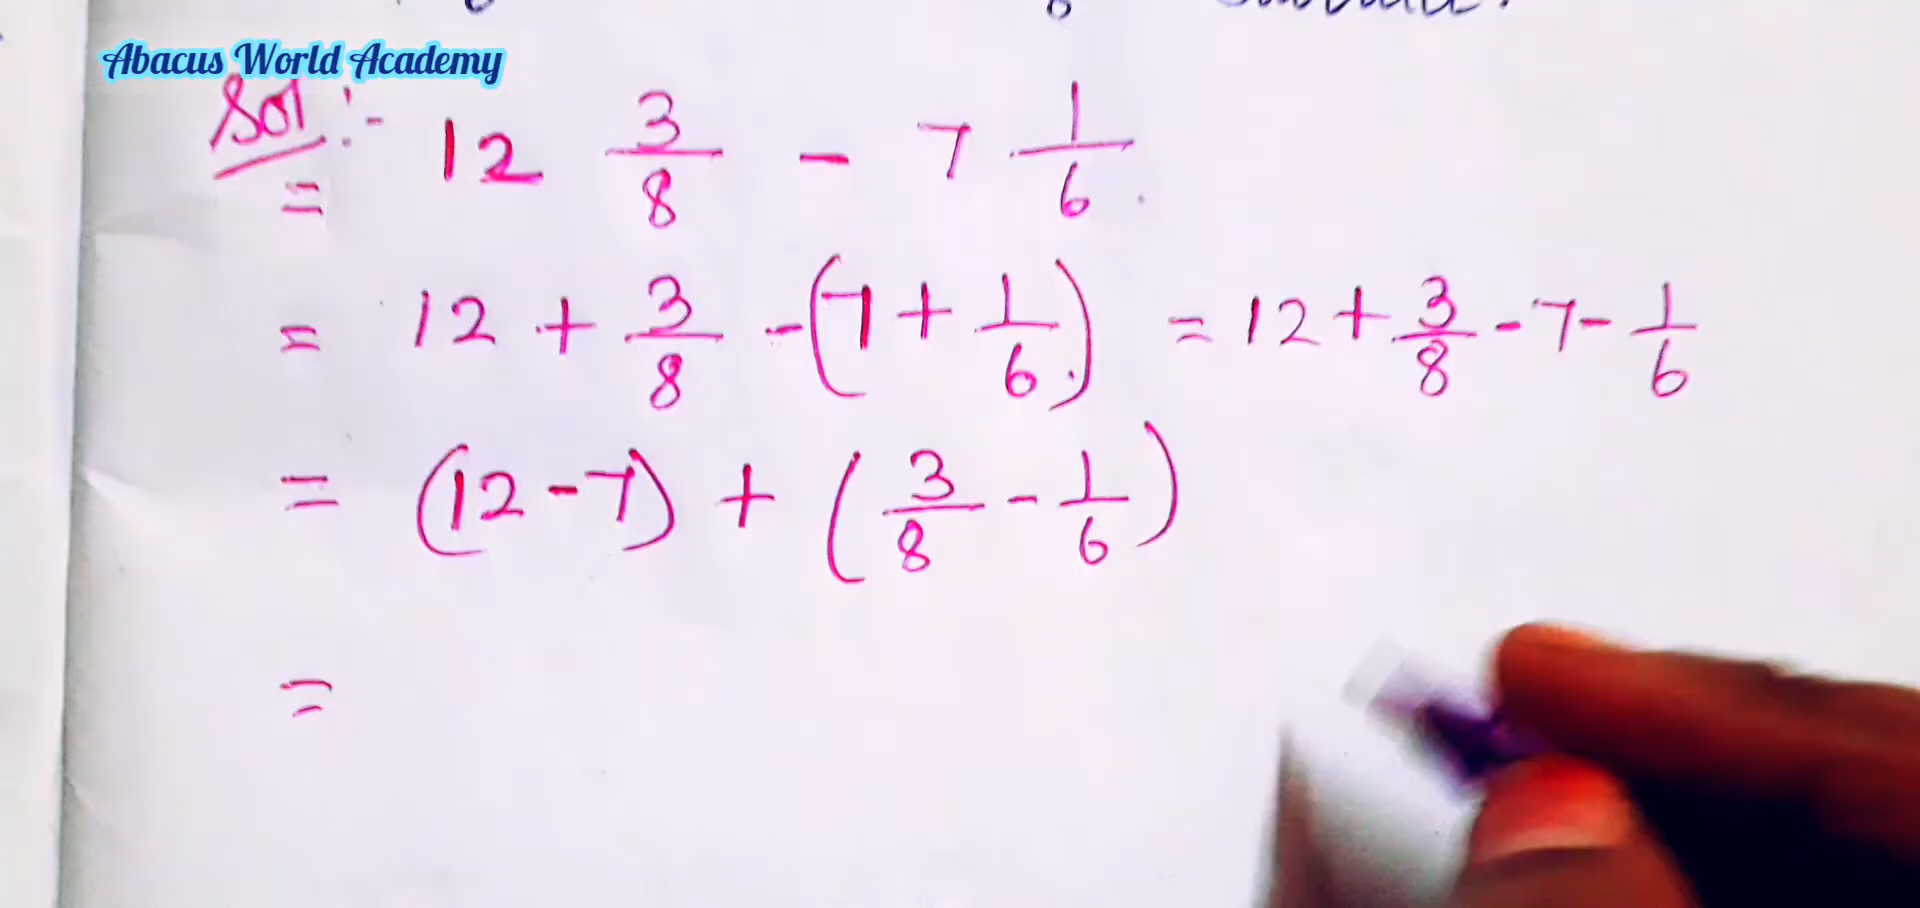 Abacus World Academy
Sol :- 12 3/8 - 7 1/6
=
= 12 + 3/8 - (7 + 1/6) = 12 + 3/8 - 7 - 1/6
= (12 - 7) + (3/8 - 1/6)
=